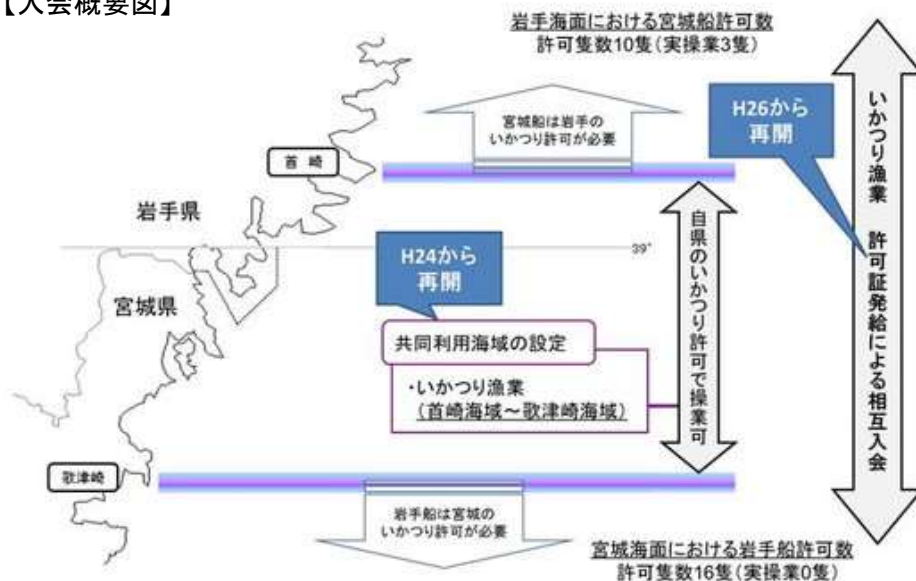 【入会概要図】
岩手海面における宮城船許可数
許可隻数10隻(実操業3隻)
宮城船は岩手の
いかつり許可が必要
H26から
再開
首崎
岩手県
39°
H24から
再開
宮城県
共同利用海域の設定
・いかつり漁業
(首崎海域～歌津崎海域)
自県のいかつり許可で操業可
いかつり漁業 許可証発給による相互入会
歌津崎
岩手船は宮城の
いかつり許可が必要
宮城海面における岩手船許可数
許可隻数16隻(実操業0隻)